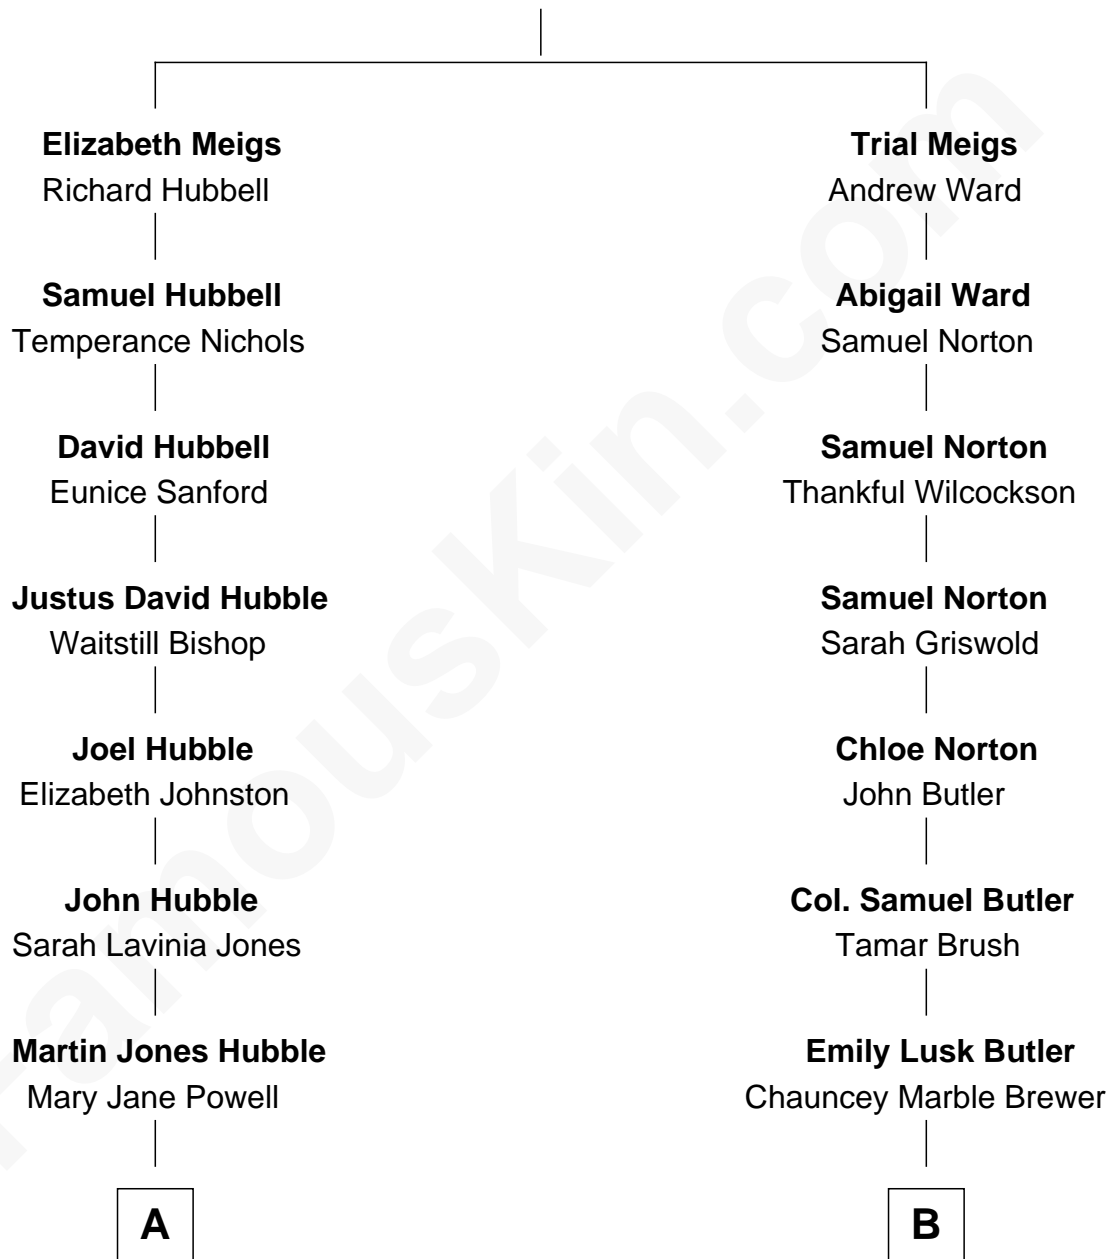 Elizabeth Meigs
Richard Hubbell
Samuel Hubbell
Temperance Nichols
David Hubbell
Eunice Sanford
Justus David Hubble
Waitstill Bishop
Joel Hubble
Elizabeth Johnston
John Hubble
Sarah Lavinia Jones
Martin Jones Hubble
Mary Jane Powell
A
Trial Meigs
Andrew Ward
Abigail Ward
Samuel Norton
Samuel Norton
Thankful Wilcockson
Samuel Norton
Sarah Griswold
Chloe Norton
John Butler
Col. Samuel Butler
Tamar Brush
Emily Lusk Butler
Chauncey Marble Brewer
B
FamousKin.com